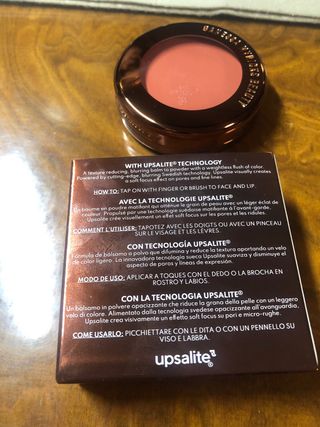 BEAUTY
WITH UPSALITE® TECHNOLOGY
A texture reducing, blurring balm to powder with a weightless flush of color.
Powered by cutting-edge, blurring Swedish technology. Upsalite visually creates
a soft focus effect on pores and fine lines.
HOW TO: TAP ON WITH FINGER OR BRUSH TO FACE AND LIP.
AVEC LA TECHNOLOGIE UPSALITE®
Un baume en poudre matifiant qui atténue le grain de peau avec un léger éclat de
couleur. Propulsé par une technologie suédoise matifiante à l'avant-garde,
Upsalite crée visuellement un effet soft focus sur les pores et les ridules.
COMMENT L'UTILISER: TAPOTEZ AVEC LES DOIGTS OU AVEC UN PINCEAU
SUR LE VISAGE ET LES LÈVRES.
CON TECNOLOGÍA UPSALITE®
Fórmula de bálsamo a polvo que difumina y reduce la textura aportando un velo
de color ligero. La innovadora tecnología sueca Upsalite suaviza y disminuye el
aspecto de poros y líneas de expresión.
MODO DE USO: APLICAR A TOQUES CON EL DEDO O LA BROCHA EN
ROSTRO Y LABIOS.
CON LA TECNOLOGIA UPSALITE®
Un balsamo in polvere opacizzante che riduce la grana della pelle con un leggero
velo di colore. Alimentato dalla tecnologia svedese opacizzante d'avanguardia,
Upsalite crea visivamente un effetto soft focus su pori e micro-rughe.
COME USARLO: PICCHIETTARE CON LE DITA O CON UN PENNELLO SU
VISO E LABBRA.
upsalite